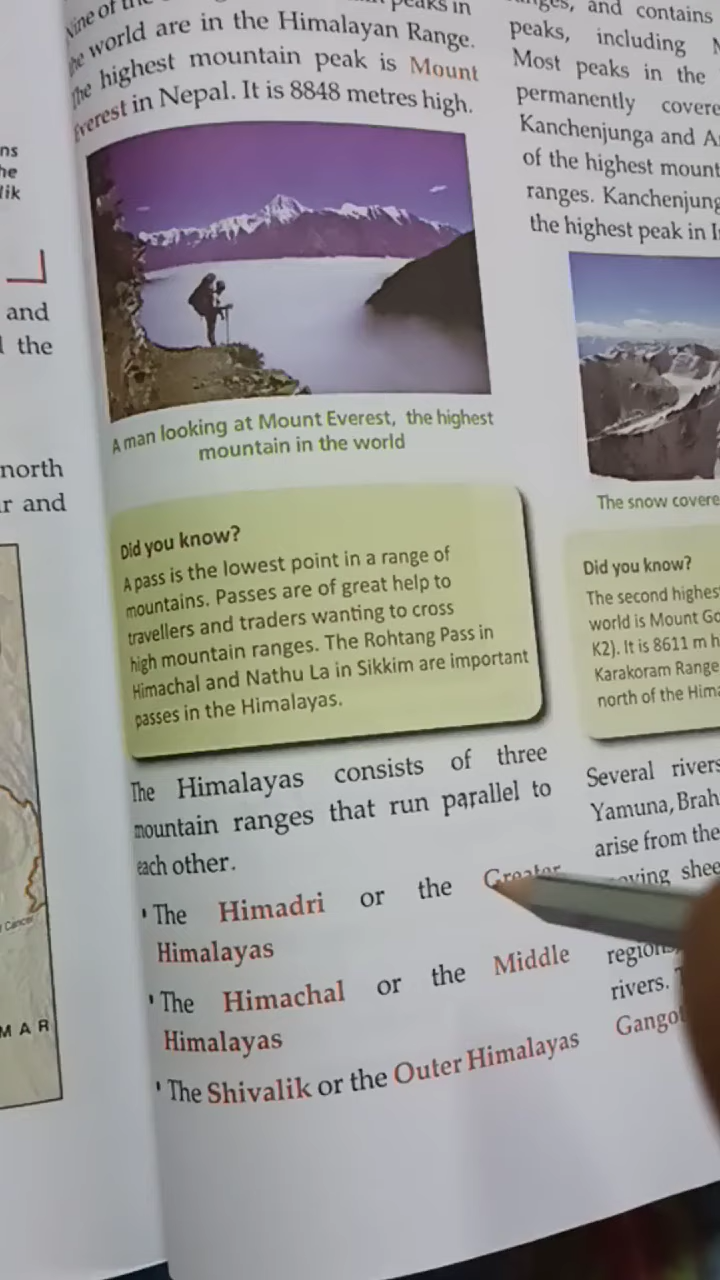 ns
he
lik
and
the
north
r and
Cancer
MAR
Nine of the peaks in
the world are in the Himalayan Range.
The highest mountain peak is Mount
Everest in Nepal. It is 8848 metres high.
A man looking at Mount Everest, the highest
mountain in the world
Did you know?
A pass is the lowest point in a range of
mountains. Passes are of great help to
travellers and traders wanting to cross
high mountain ranges. The Rohtang Pass in
Himachal and Nathu La in Sikkim are important
passes in the Himalayas.
The Himalayas consists of three
mountain ranges that run parallel to
each other.
' The Himadri or the Greater
Himalayas
' The Himachal or the Middle
Himalayas
' The Shivalik or the Outer Himalayas
and contains
peaks, including
Most peaks in the
permanently covere
Kanchenjunga and A
of the highest mount
ranges. Kanchenjung
the highest peak in I
The snow covere
Did you know?
The second highes
world is Mount Go
K2). It is 8611 m h
Karakoram Range
north of the Hima
Several rivers
Yamuna, Brah
arise from the
shee
region
rivers.
Gangot